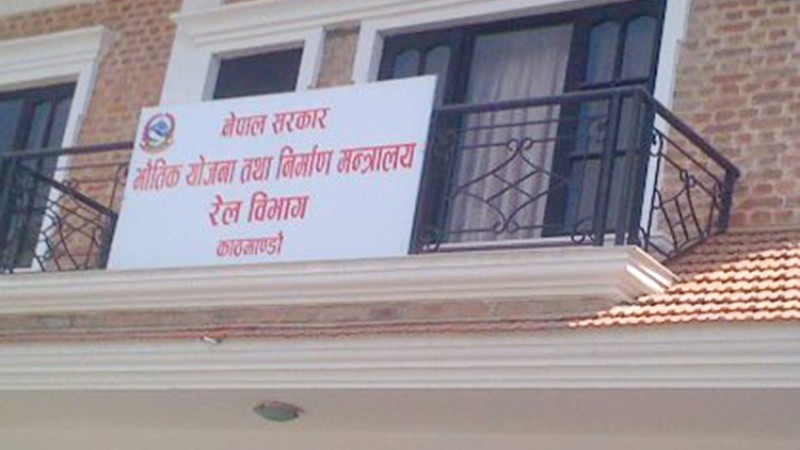 नेपाल सरकार
भौतिक योजना तथा निर्माण मन्त्रालय
रेल विभाग
काठमाण्डौ